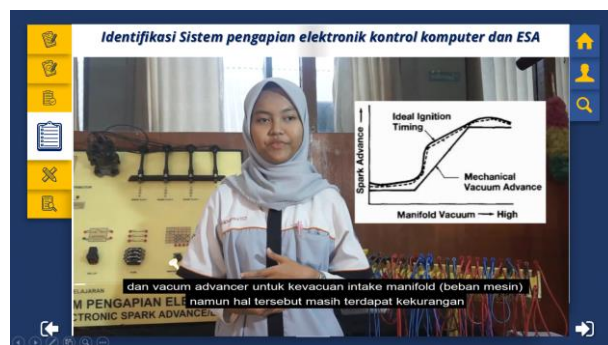 Identifikasi Sistem pengapian elektronik kontrol komputer dan ESA
Ideal Ignition
Timing
Spark Advance
Mechanical
Vacuum Advance
Manifold Vacuum → High
dan vacum advancer untuk kevacuan intake manifold (beban mesin)
namun hal tersebut masih terdapat kekurangan
M PENGAPIAN EL
CTRONIC SPARK ADVANCE